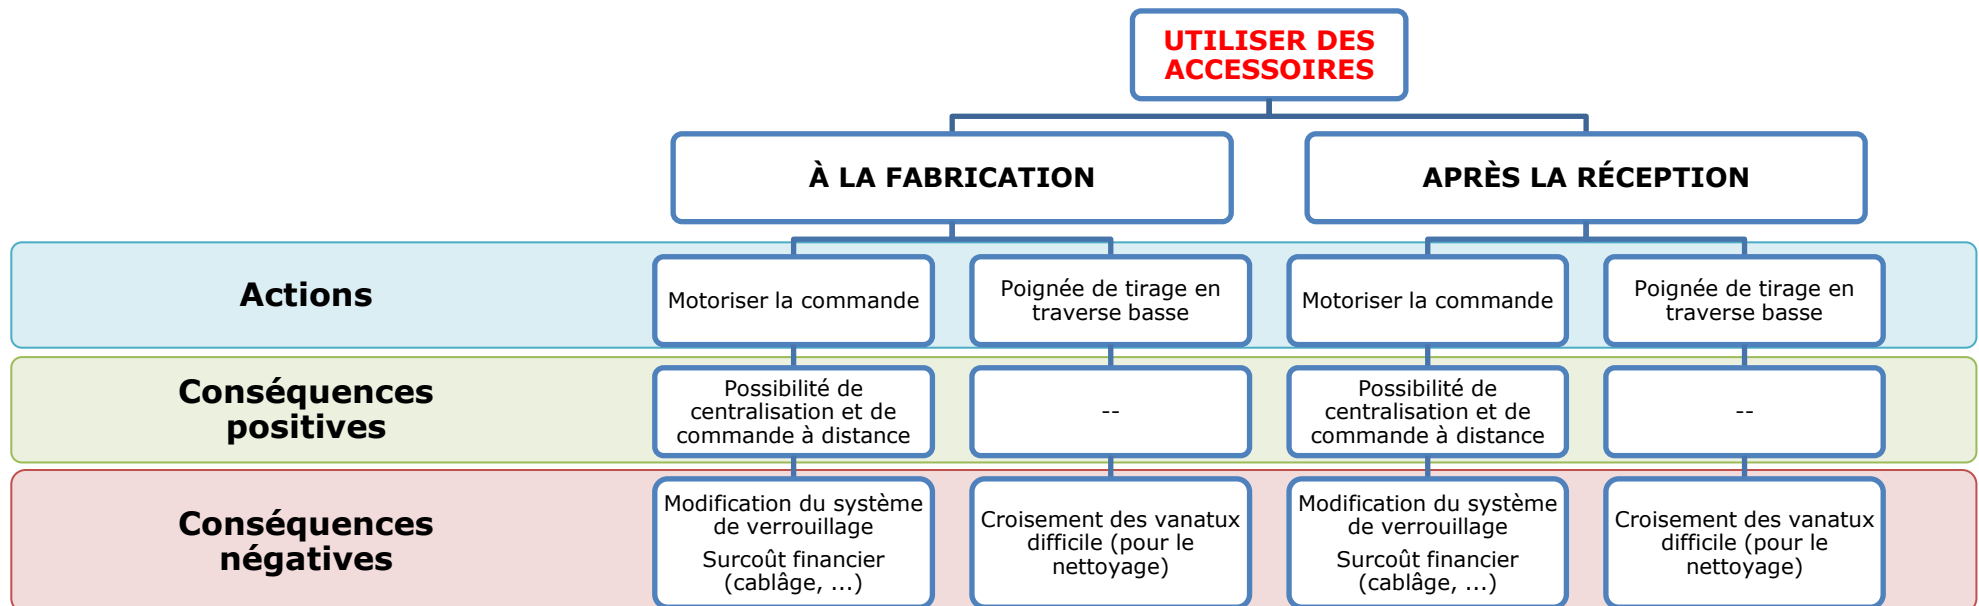 UTILISER DES
ACCESSOIRES
À LA FABRICATION
APRÈS LA RÉCEPTION
Actions
Motoriser la commande
Poignée de tirage en
traverse basse
Motoriser la commande
Poignée de tirage en
traverse basse
Conséquences
positives
Possibilité de
centralisation et de
commande à distance
--
Possibilité de
centralisation et de
commande à distance
--
Conséquences
négatives
Modification du système
de verrouillage
Surcoût financier
(cablâge, ...)
Croisement des vanatux
difficile (pour le
nettoyage)
Modification du système
de verrouillage
Surcoût financier
(cablâge, ...)
Croisement des vanatux
difficile (pour le
nettoyage)